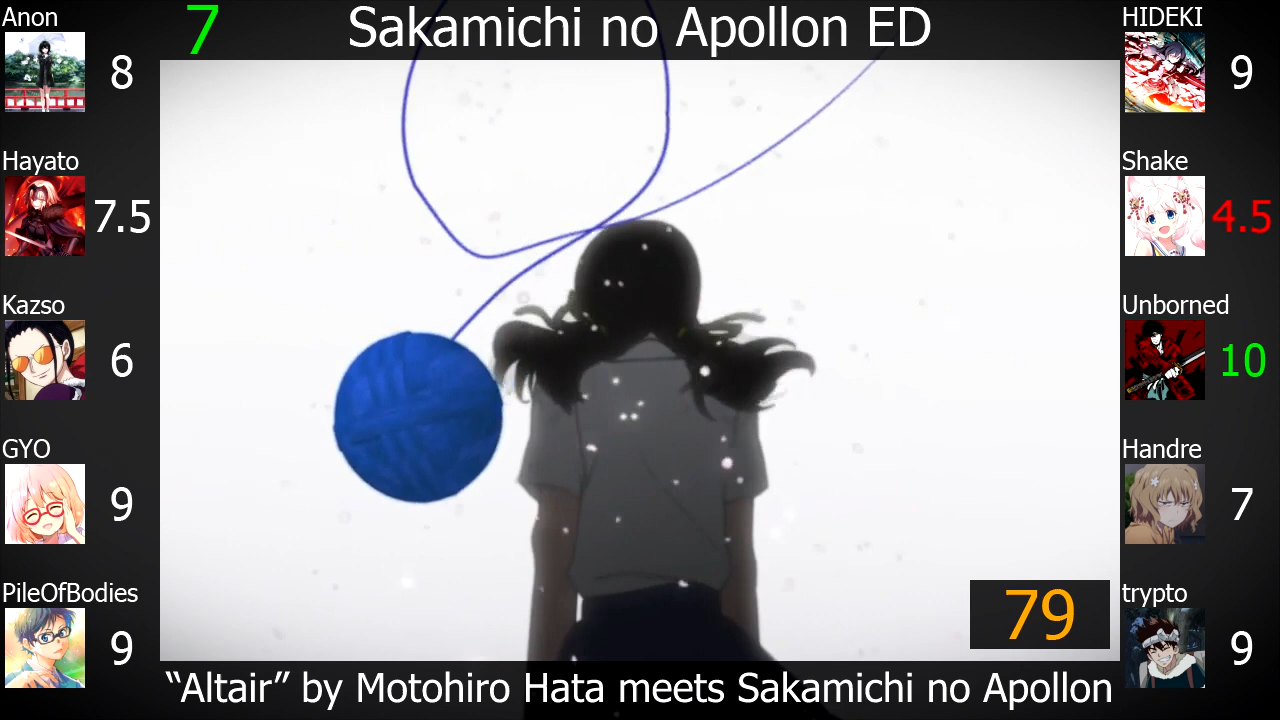 7
Sakamichi no Apollon ED
Anon
8
Hayato
7.5
Kazso
6
GYO
9
PileOfBodies
9
HIDEKI
9
Shake
4.5
Unborned
10
Handre
7
trypto
9
79
“Altair” by Motohiro Hata meets Sakamichi no Apollon